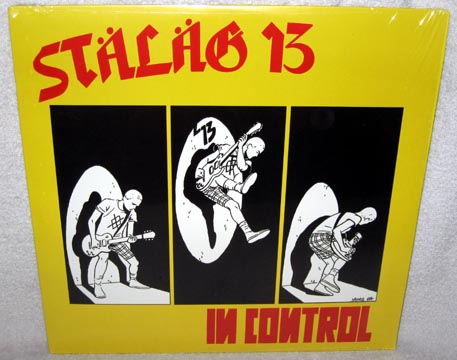 STÄLÄG 13
'13
IN CONTROL